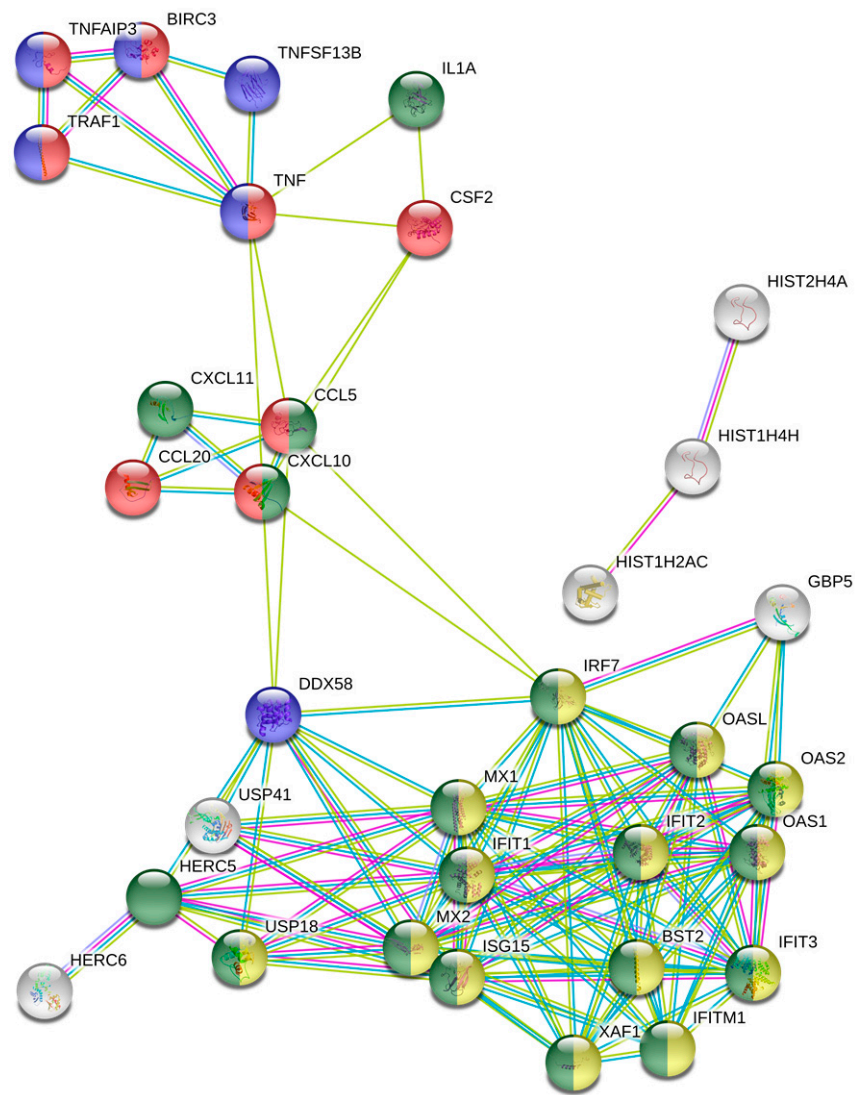 TNFAIP3
BIRC3
TNFSF13B
IL1A
TRAF1
TNF
CSF2
HIST2H4A
CXCL11
CCL5
HIST1H4H
CCL20
CXCL10
HIST1H2AC
GBP5
IRF7
DDX58
OASL
OAS2
MX1
USP41
IFIT2
OAS1
IFIT1
HERC5
MX2
USP18
ISG15
BST2
IFIT3
HERC6
XAF1
IFITM1